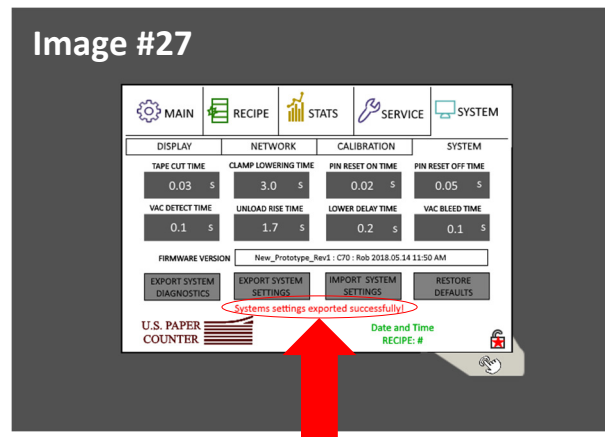 Image #27
MAIN RECIPE STATS SERVICE SYSTEM
DISPLAY NETWORK CALIBRATION SYSTEM
TAPE CUT TIME CLAMP LOWERING TIME PIN RESET ON TIME PIN RESET OFF TIME
0.03 s 3.0 s 0.02 s 0.05 s
VAC DETECT TIME UNLOAD RISE TIME LOWER DELAY TIME VAC BLEED TIME
0.1 s 1.7 s 0.2 s 0.1 s
FIRMWARE VERSION New_Prototype_Rev1 : C70 : Rob 2018.05.14 11:50 AM
EXPORT SYSTEM DIAGNOSTICS
EXPORT SYSTEM SETTINGS
IMPORT SYSTEM SETTINGS
RESTORE DEFAULTS
Systems settings exported successfully!
U.S. PAPER
COUNTER
Date and Time
RECIPE: #